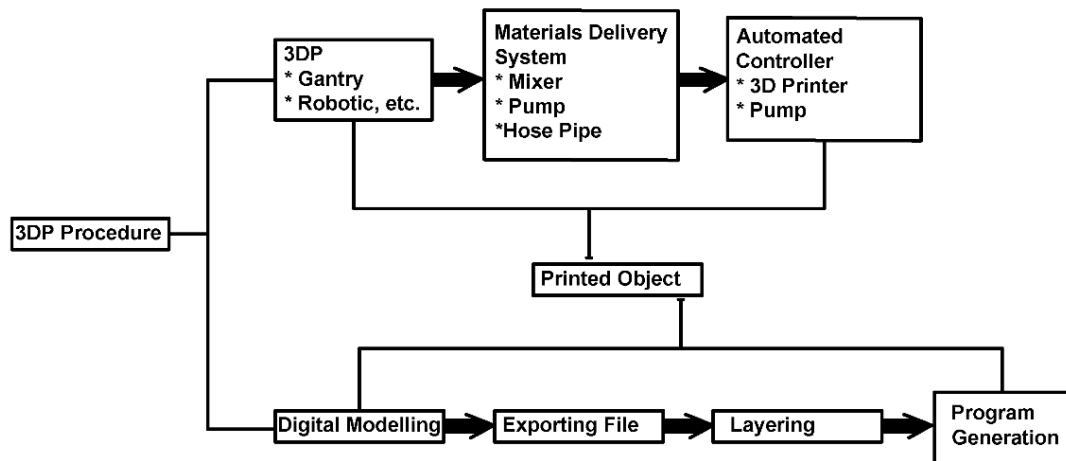 3DP
* Gantry
* Robotic, etc.
Materials Delivery
System
* Mixer
* Pump
*Hose Pipe
Automated
Controller
* 3D Printer
* Pump
3DP Procedure
Printed Object
Digital Modelling
Exporting File
Layering
Program
Generation